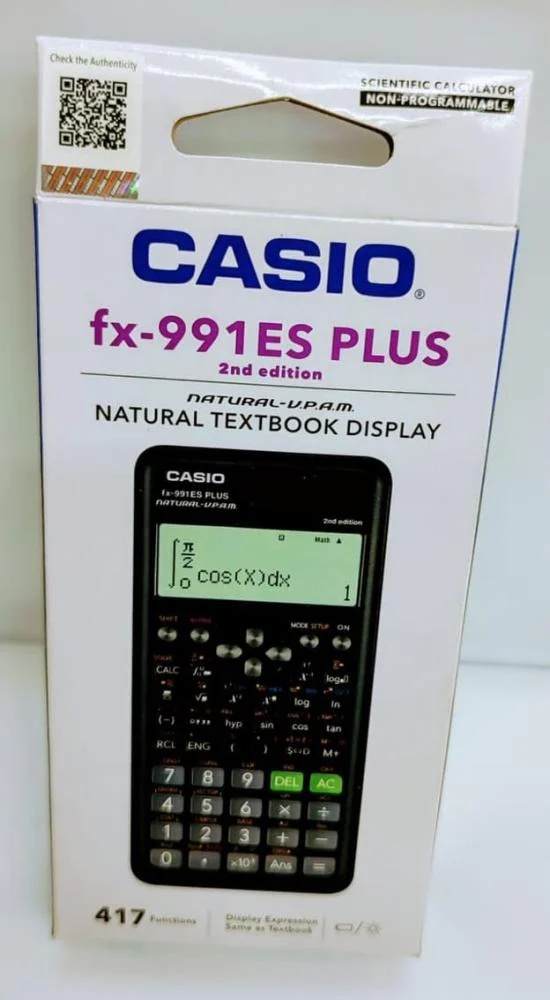 Check the Authenticity
SCIENTIFIC CALCULATOR
NON-PROGRAMMABLE
CASIO®
fx-991ES PLUS
2nd edition
NATURAL-V.P.A.M.
NATURAL TEXTBOOK DISPLAY
CASIO
fx-991ES PLUS
NATURAL-V.P.A.M.
2nd edition
Math ▲
∫ π/2 0 cos(X)dx
1
SHIFT MODE SETUP ON
CALC
log ln
(−) hyp sin cos tan
RCL ENG ( ) S⇔D M+
7 8 9 DEL AC
4 5 6 × ÷
1 2 3 + −
0 . ×10ˣ Ans =
417 Functions
Display Expression
Same as Textbook